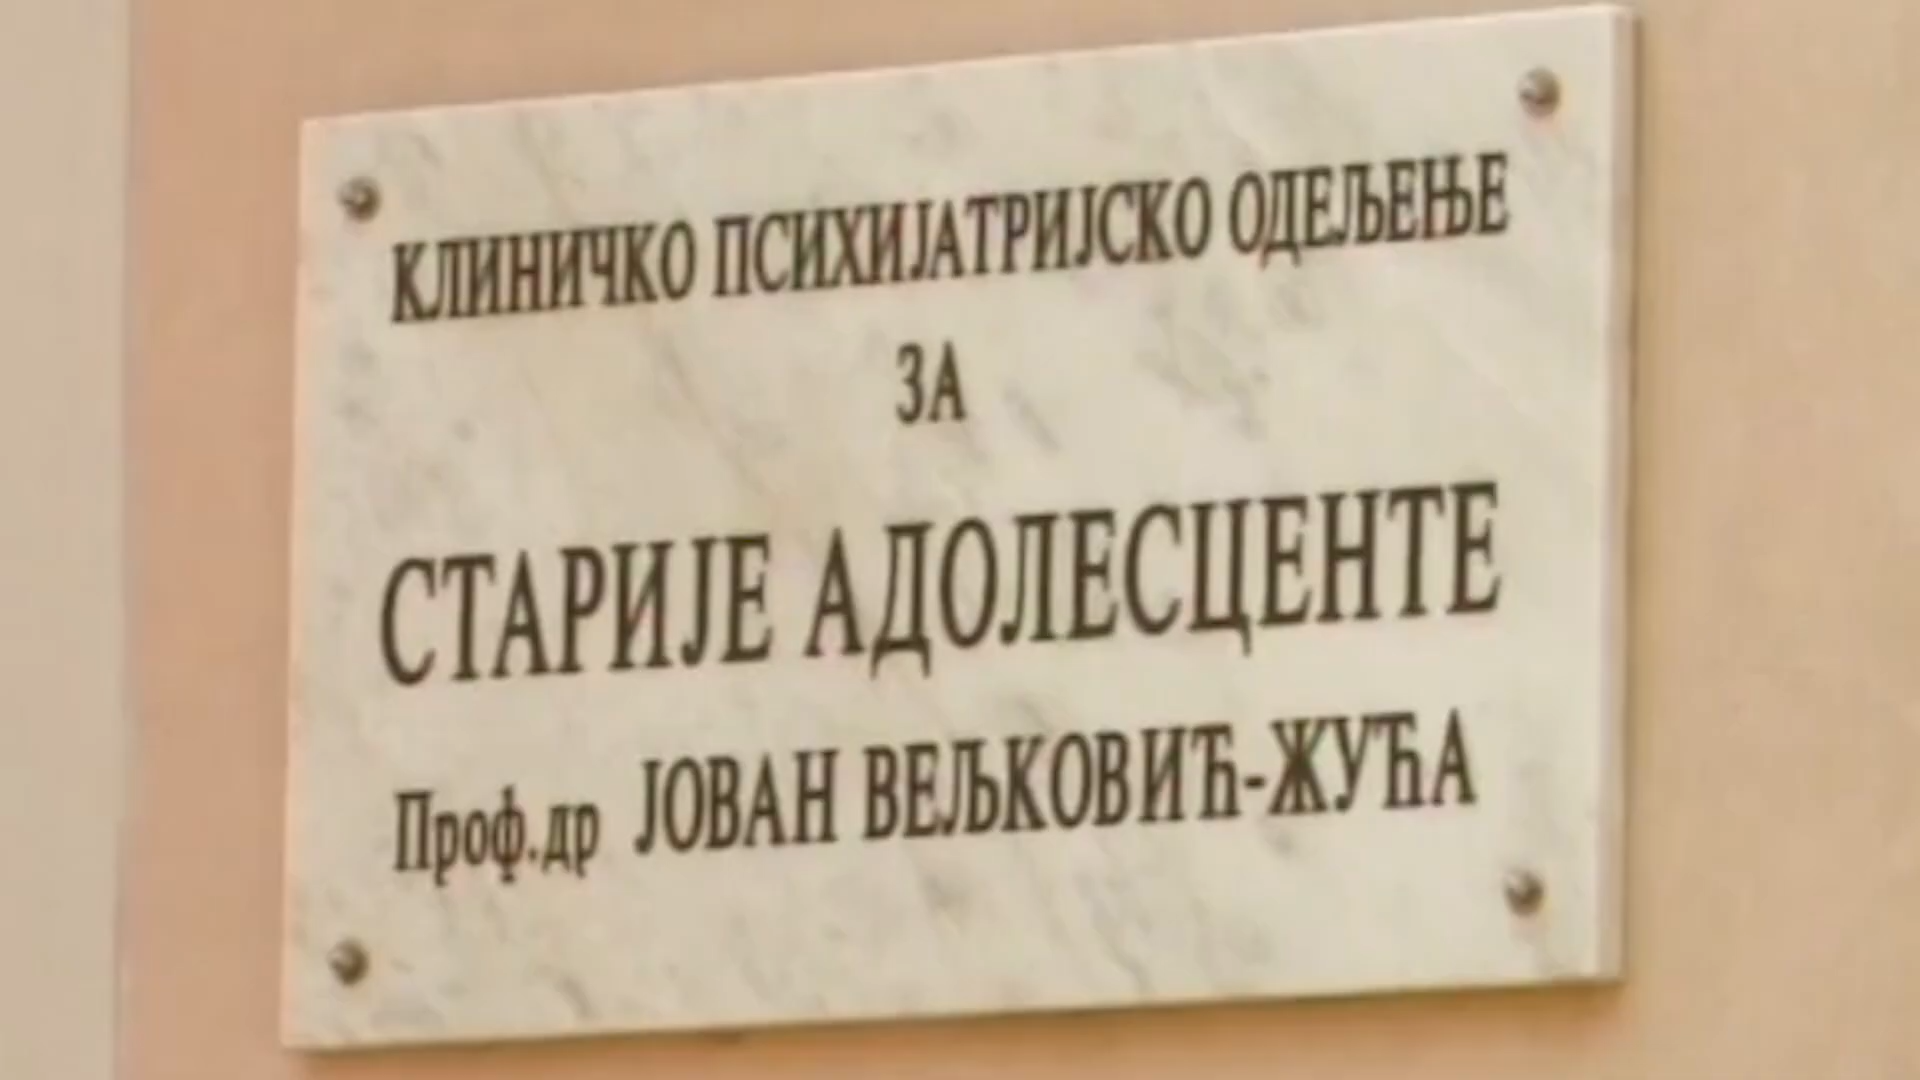 КЛИНИЧКО ПСИХИЈАТРИЈСКО ОДЕЉЕЊЕ
ЗА
СТАРИЈЕ АДОЛЕСЦЕНТЕ
Проф.др ЈОВАН ВЕЉКОВИЋ-ЖУЋА